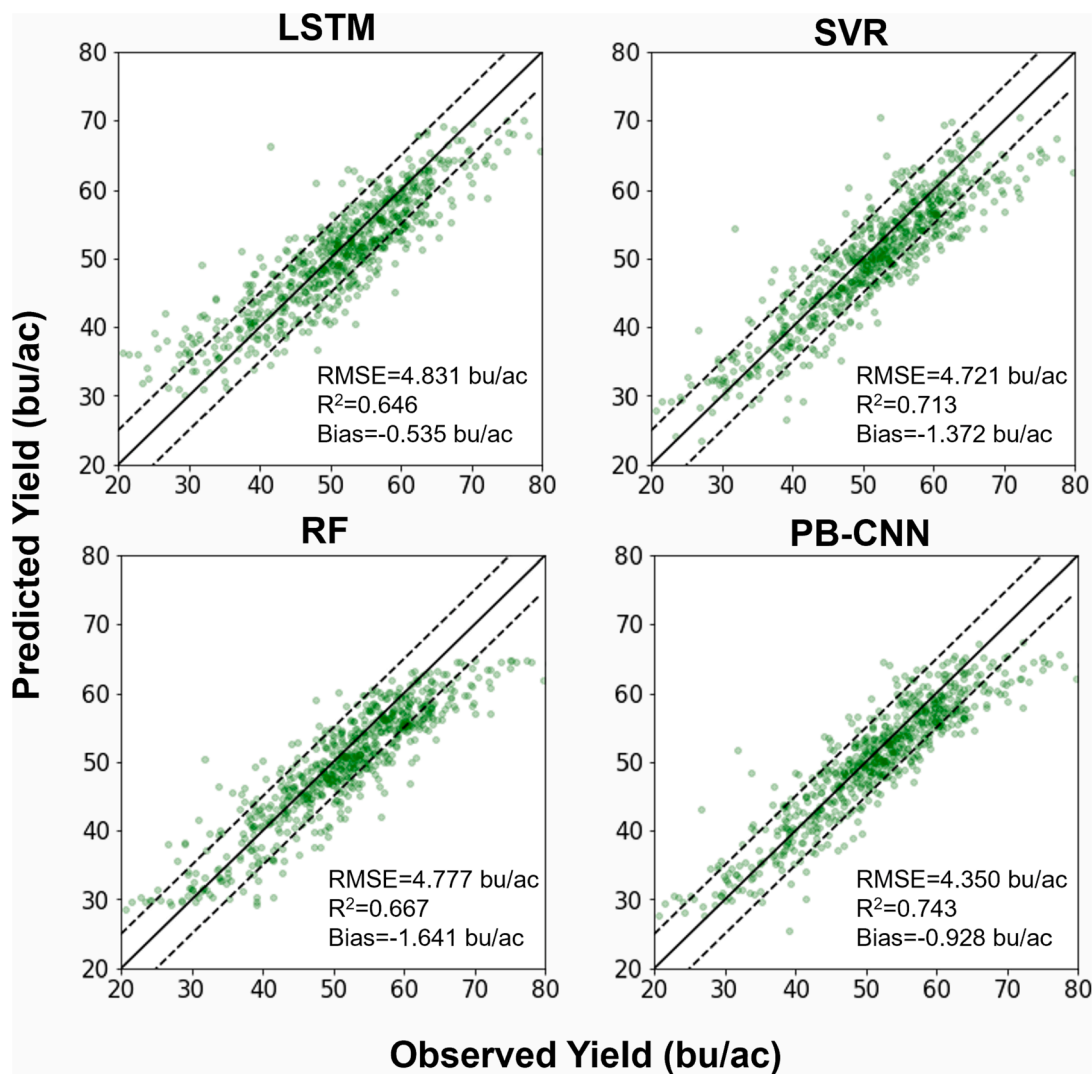 LSTM
SVR
80
70
60
50
40
30
20
20 30 40 50 60 70 80
RMSE=4.831 bu/ac
R²=0.646
Bias=-0.535 bu/ac
80
70
60
50
40
30
20
20 30 40 50 60 70 80
RMSE=4.721 bu/ac
R²=0.713
Bias=-1.372 bu/ac
Predicted Yield (bu/ac)
RF
PB-CNN
80
70
60
50
40
30
20
20 30 40 50 60 70 80
RMSE=4.777 bu/ac
R²=0.667
Bias=-1.641 bu/ac
80
70
60
50
40
30
20
20 30 40 50 60 70 80
RMSE=4.350 bu/ac
R²=0.743
Bias=-0.928 bu/ac
Observed Yield (bu/ac)